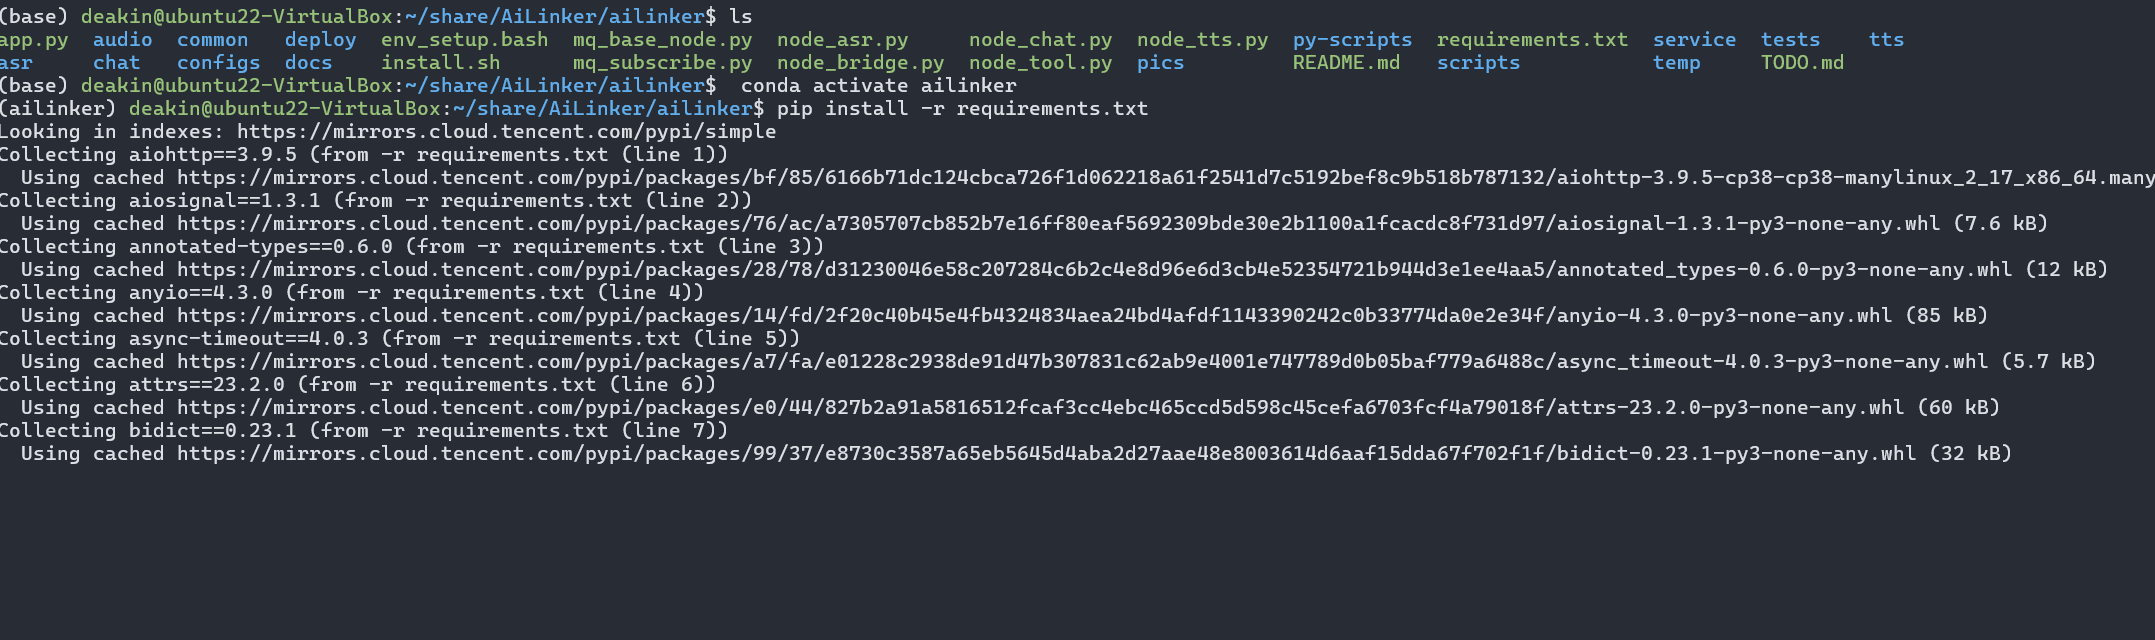 (base) deakin@ubuntu22-VirtualBox:~/share/AiLinker/ailinker$ ls
app.py  audio  common   deploy  env_setup.bash  mq_base_node.py  node_asr.py     node_chat.py  node_tts.py  py-scripts  requirements.txt  service  tests    tts
asr     chat   configs  docs    install.sh      mq_subscribe.py  node_bridge.py  node_tool.py  pics         README.md   scripts           temp     TODO.md
(base) deakin@ubuntu22-VirtualBox:~/share/AiLinker/ailinker$  conda activate ailinker
(ailinker) deakin@ubuntu22-VirtualBox:~/share/AiLinker/ailinker$ pip install -r requirements.txt
Looking in indexes: https://mirrors.cloud.tencent.com/pypi/simple
Collecting aiohttp==3.9.5 (from -r requirements.txt (line 1))
  Using cached https://mirrors.cloud.tencent.com/pypi/packages/bf/85/6166b71dc124cbca726f1d062218a61f2541d7c5192bef8c9b518b787132/aiohttp-3.9.5-cp38-cp38-manylinux_2_17_x86_64.many
Collecting aiosignal==1.3.1 (from -r requirements.txt (line 2))
  Using cached https://mirrors.cloud.tencent.com/pypi/packages/76/ac/a7305707cb852b7e16ff80eaf5692309bde30e2b1100a1fcacdc8f731d97/aiosignal-1.3.1-py3-none-any.whl (7.6 kB)
Collecting annotated-types==0.6.0 (from -r requirements.txt (line 3))
  Using cached https://mirrors.cloud.tencent.com/pypi/packages/28/78/d31230046e58c207284c6b2c4e8d96e6d3cb4e52354721b944d3e1ee4aa5/annotated_types-0.6.0-py3-none-any.whl (12 kB)
Collecting anyio==4.3.0 (from -r requirements.txt (line 4))
  Using cached https://mirrors.cloud.tencent.com/pypi/packages/14/fd/2f20c40b45e4fb4324834aea24bd4afdf1143390242c0b33774da0e2e34f/anyio-4.3.0-py3-none-any.whl (85 kB)
Collecting async-timeout==4.0.3 (from -r requirements.txt (line 5))
  Using cached https://mirrors.cloud.tencent.com/pypi/packages/a7/fa/e01228c2938de91d47b307831c62ab9e4001e747789d0b05baf779a6488c/async_timeout-4.0.3-py3-none-any.whl (5.7 kB)
Collecting attrs==23.2.0 (from -r requirements.txt (line 6))
  Using cached https://mirrors.cloud.tencent.com/pypi/packages/e0/44/827b2a91a5816512fcaf3cc4ebc465ccd5d598c45cefa6703fcf4a79018f/attrs-23.2.0-py3-none-any.whl (60 kB)
Collecting bidict==0.23.1 (from -r requirements.txt (line 7))
  Using cached https://mirrors.cloud.tencent.com/pypi/packages/99/37/e8730c3587a65eb5645d4aba2d27aae48e8003614d6aaf15dda67f702f1f/bidict-0.23.1-py3-none-any.whl (32 kB)